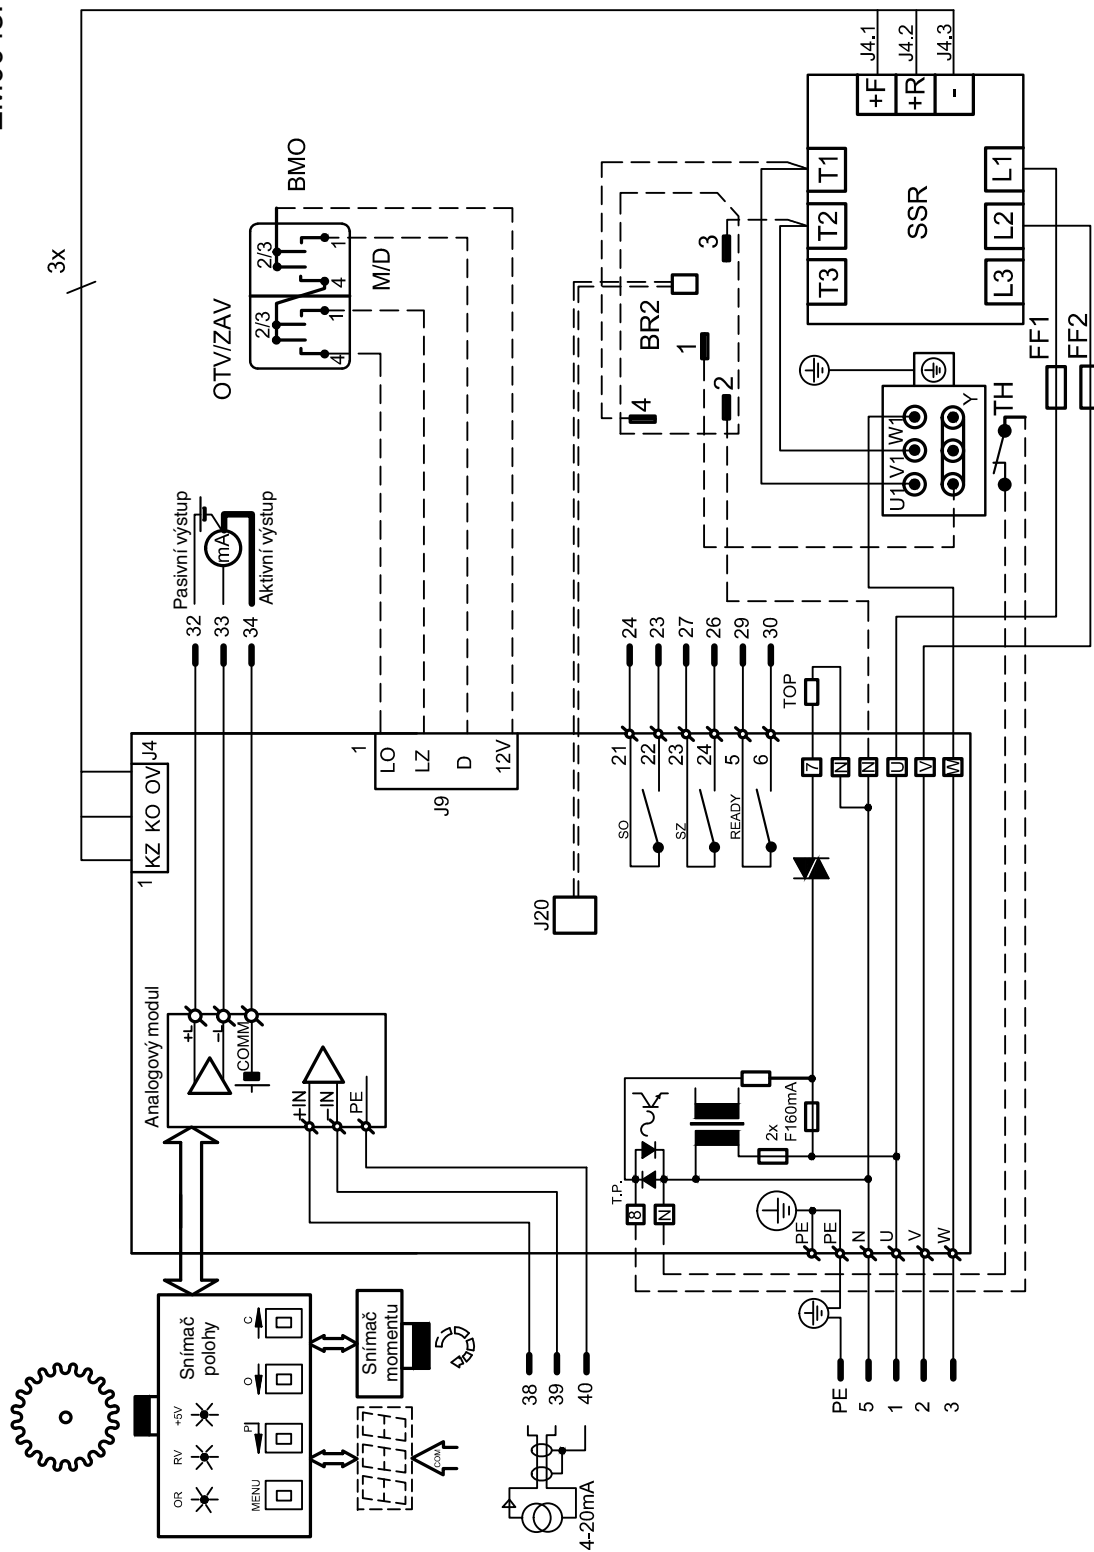 3x
J4.1
J4.2
J4.3
+F
+R
-
T1
T2
T3
SSR
L1
L2
L3
FF1
FF2
BMO
M/D
OTV/ZAV
2/3
1
4
2/3
1
4
BR2
1
2
3
4
U1
V1
W1
Y
TH
Pasivní výstup
mA
Aktivní výstup
32
33
34
24
23
27
26
29
30
TOP
J4
KZ KO OV
1
1
LO
LZ
D
12V
J9
21
22
23
24
5
6
SO
SZ
READY
7
N
N
U
V
W
J20
Analogový modul
+L
-L
COMM
+IN
-IN
PE
2x
F160mA
T.P.
8
N
PE
PE
N
U
V
W
PE
5
1
2
3
Snímač
polohy
+5V
RV
OR
C
O
P
MENU
Snímač
momentu
COM
38
39
40
4-20mA